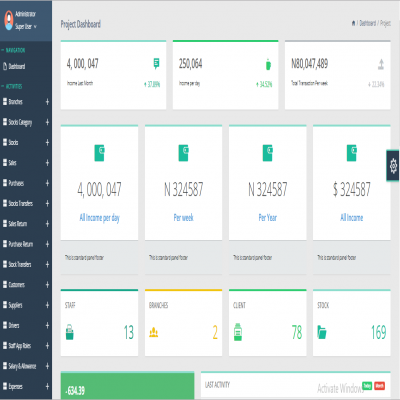 Administrator
Super User
NAVIGATION
Dashboard
ACTIVITIES
Branches +
Stocks Category +
Stocks +
Sales +
Purchases +
Stocks Transfers +
Sales Return +
Purchase Return +
Stock Transfers +
Customers +
Suppliers +
Drivers +
Staff App Roles +
Salary & Allowence +
Expenses +
Project Dashboard
/ Dashboard / Project
4, 000, 047
Income Last Month
+ 37.89%
250,064
Income per day
+ 34.52%
N80,047,489
Total Transaction Per week
+ 22.34%
4, 000, 047
All Income per day
This is standard panel footer
N 324587
Per week
This is standard panel footer
N 324587
Per Year
This is standard panel footer
$ 324587
All Income
This is standard panel footer
STAFF
13
BRANCHES
2
CLIENT
78
STOCK
169
-634.39
LAST ACTIVITY
Activate Windows